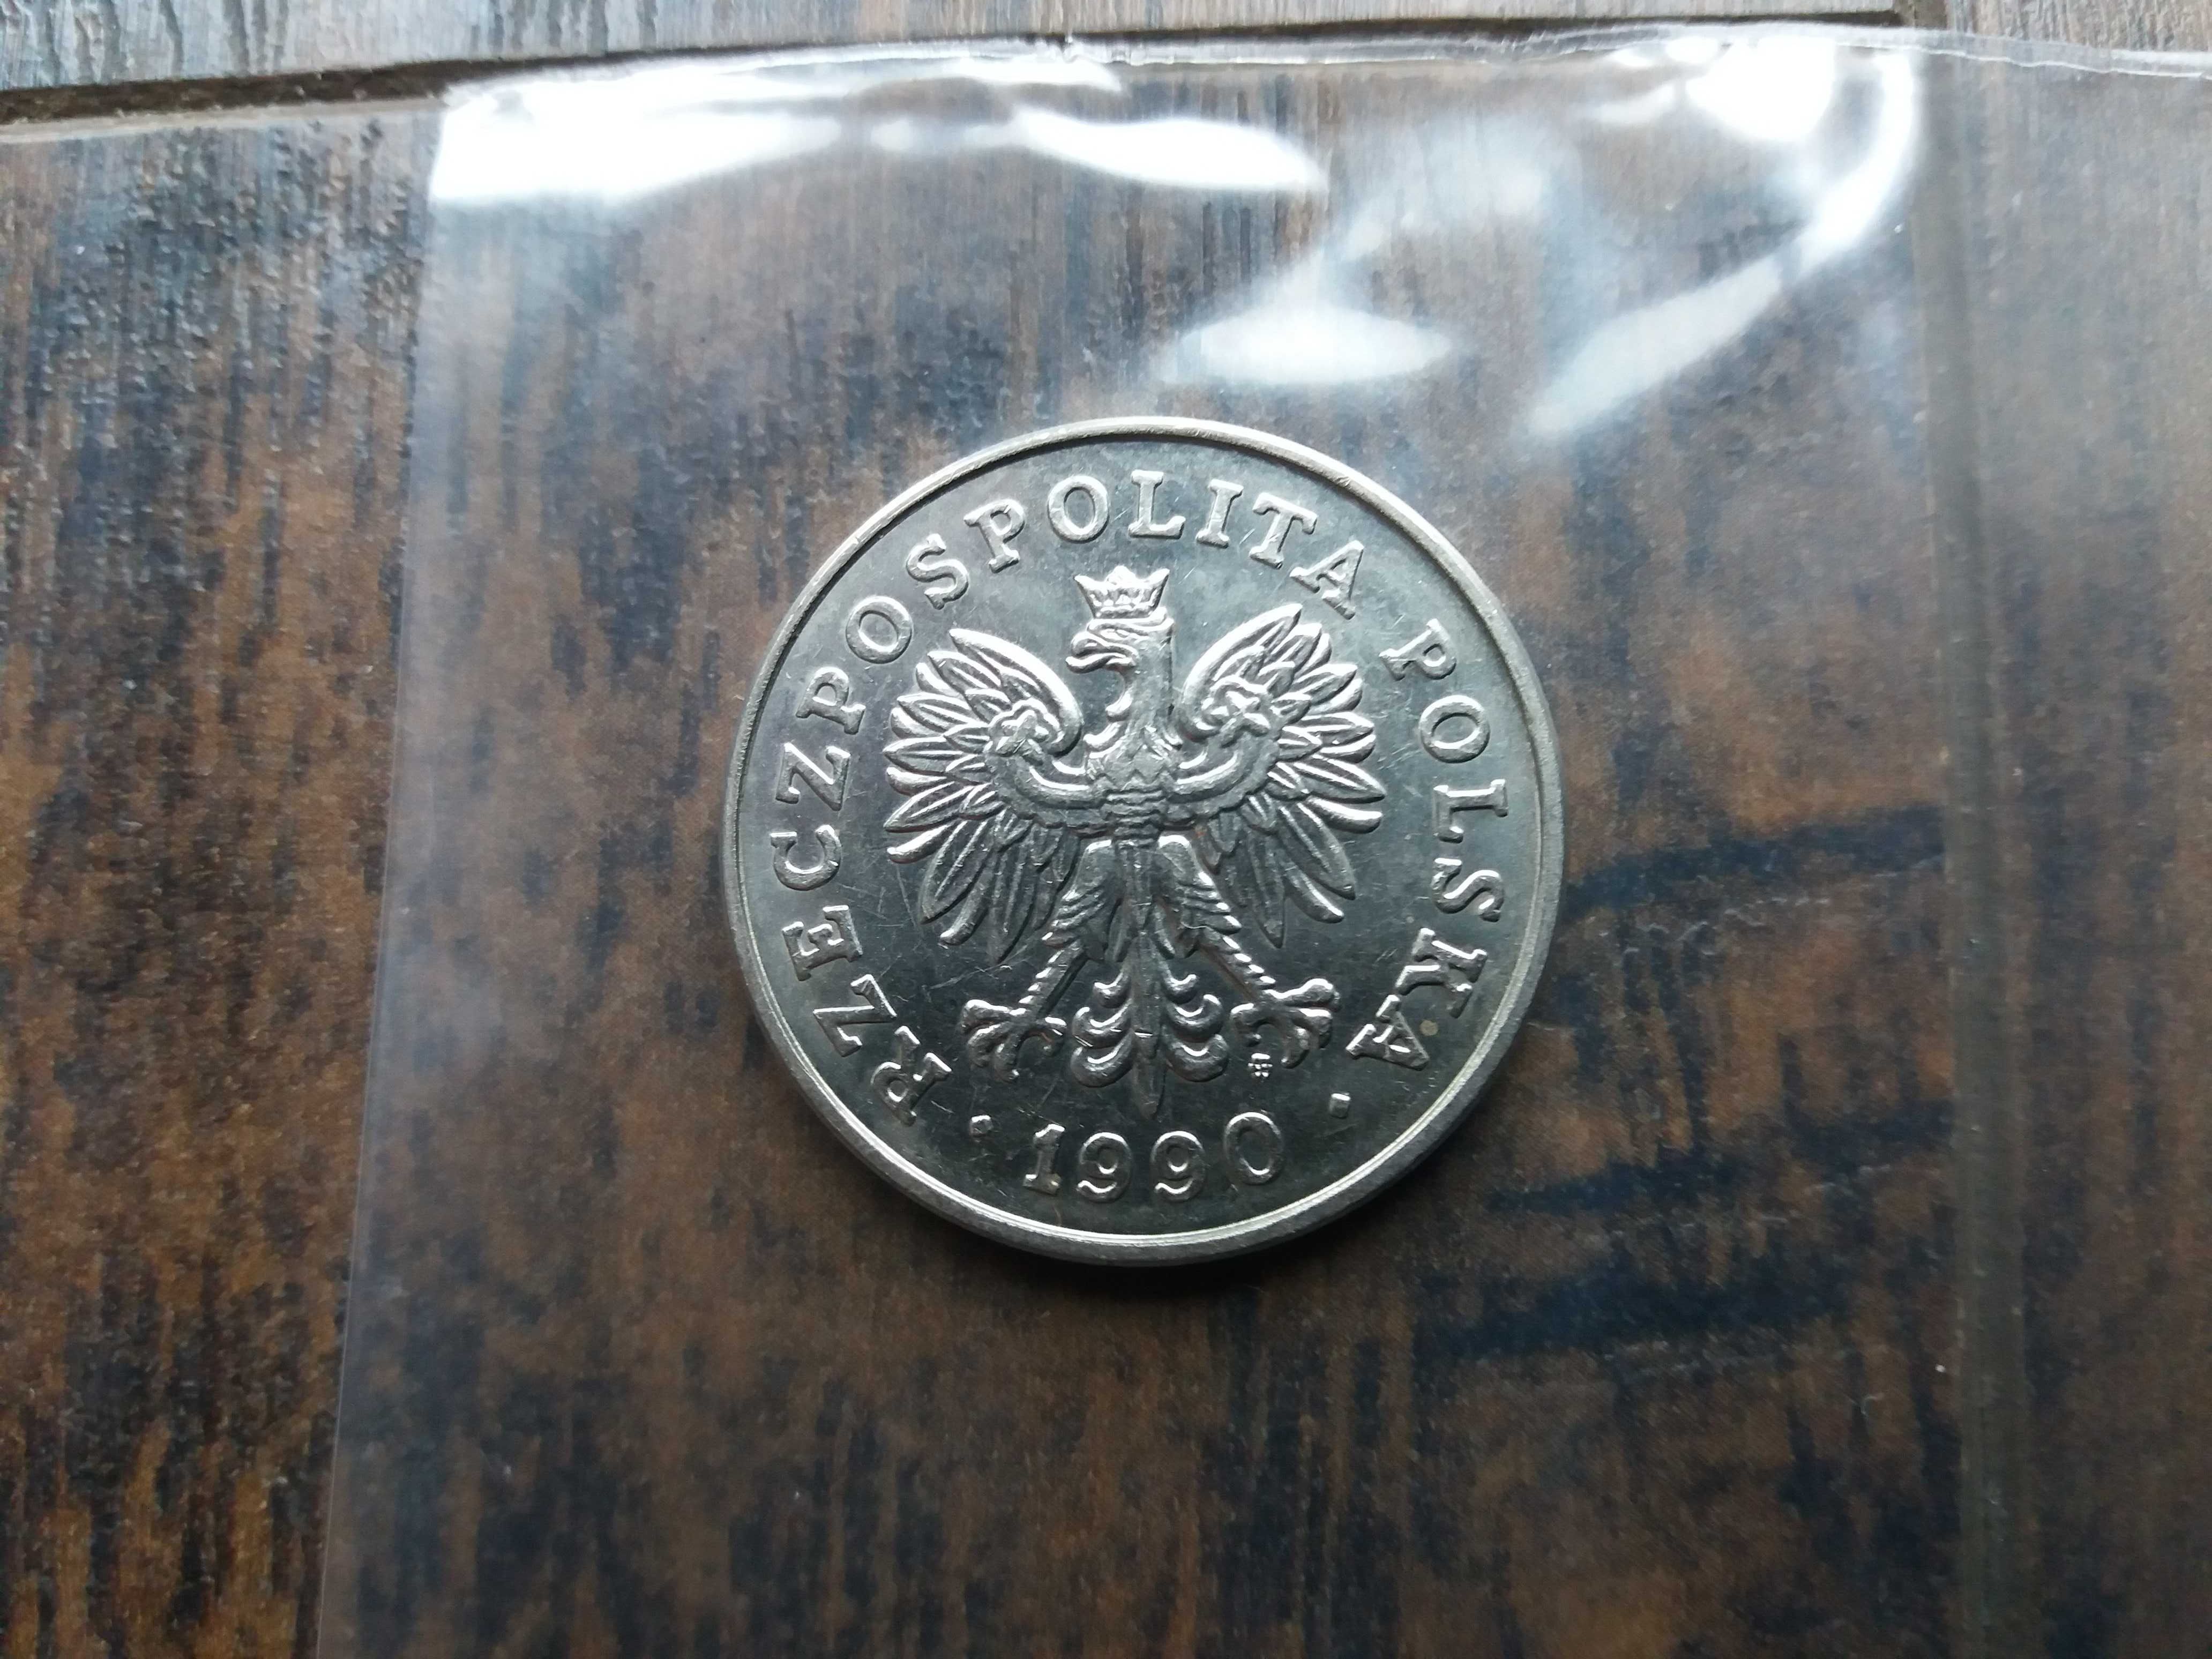 RZECZPOSPOLITA POLSKA
· 1990 ·